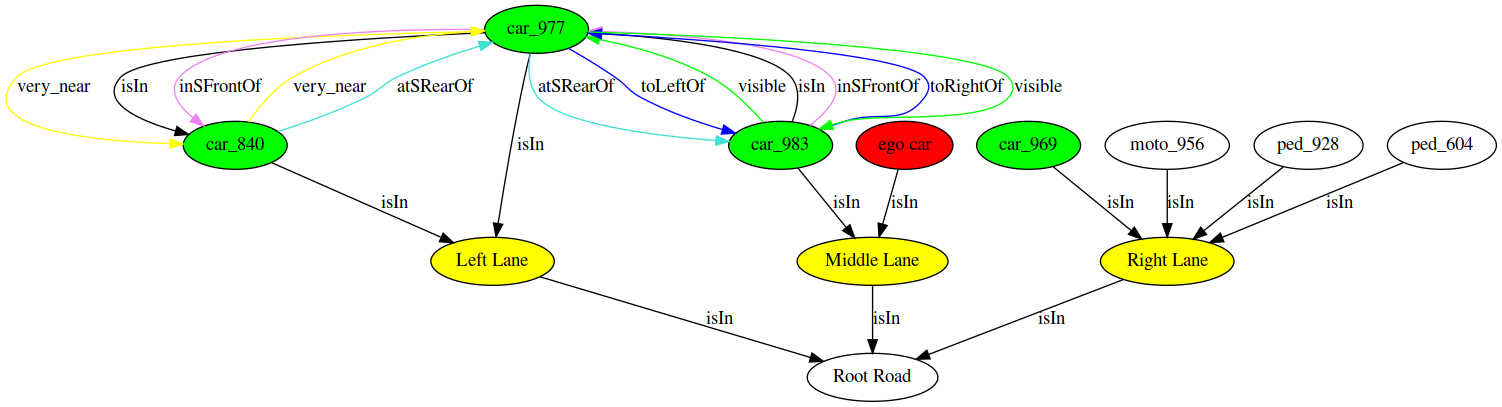 car_977
very_near isIn inSFrontOf very_near atSRearOf atSRearOf toLeftOf visible isIn inSFrontOf toRightOf visible
car_840 isIn car_983 ego car car_969 moto_956 ped_928 ped_604
isIn isIn isIn isIn isIn isIn isIn
Left Lane Middle Lane Right Lane
isIn isIn isIn
Root Road